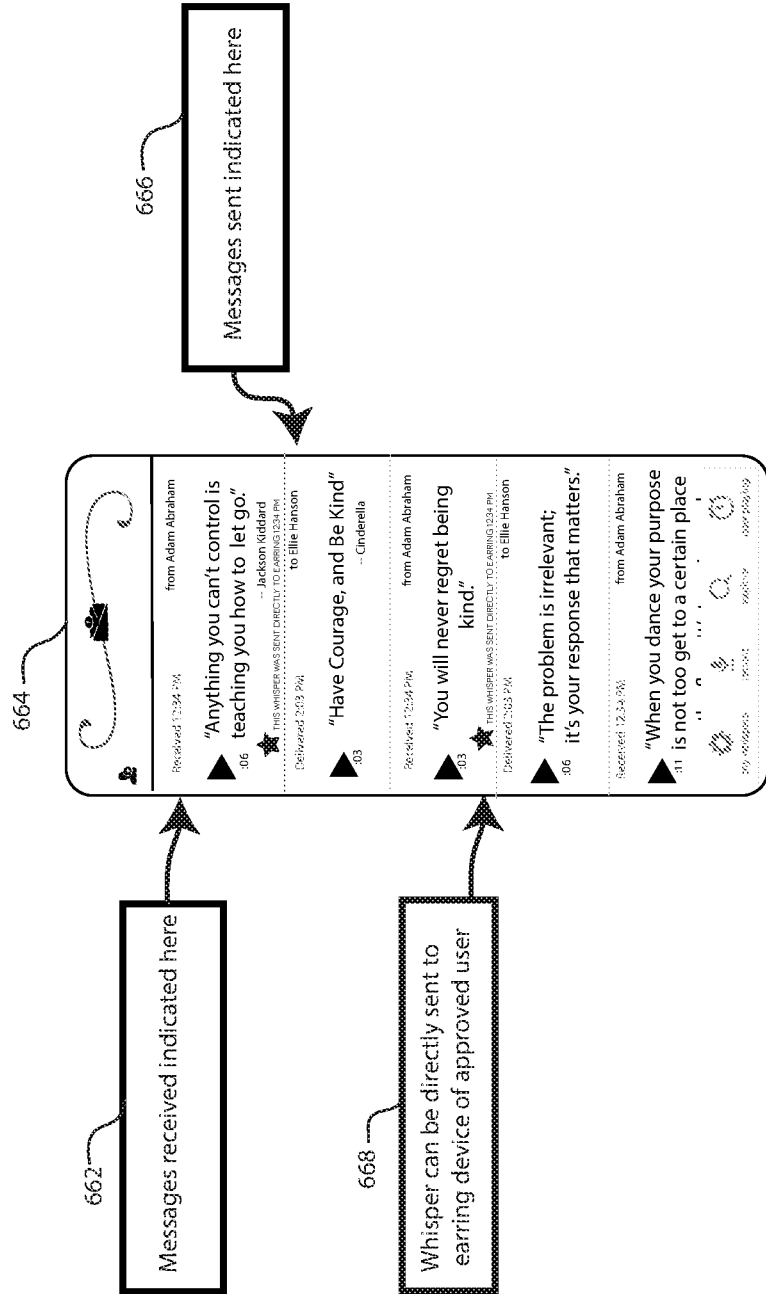 664
666
Messages sent indicated here
662
Messages received indicated here
668
Whisper can be directly sent to
earring device of approved user
Received 12:34 PM
from Adam Abraham
"Anything you can't control is
teaching you how to let go."
:06
-- Jackson Kiddard
THIS WHISPER WAS SENT DIRECTLY TO EARRING 12:34 PM
Delivered 2:03 PM
to Ellie Hanson
"Have Courage, and Be Kind"
:03
-- Cinderella
Received 12:34 PM
from Adam Abraham
"You will never regret being
kind."
:03
THIS WHISPER WAS SENT DIRECTLY TO EARRING 12:34 PM
Delivered 2:03 PM
to Ellie Hanson
"The problem is irrelevant;
it's your response that matters."
:06
Received 12:34 PM
from Adam Abraham
"When you dance your purpose
is not too get to a certain place
:11